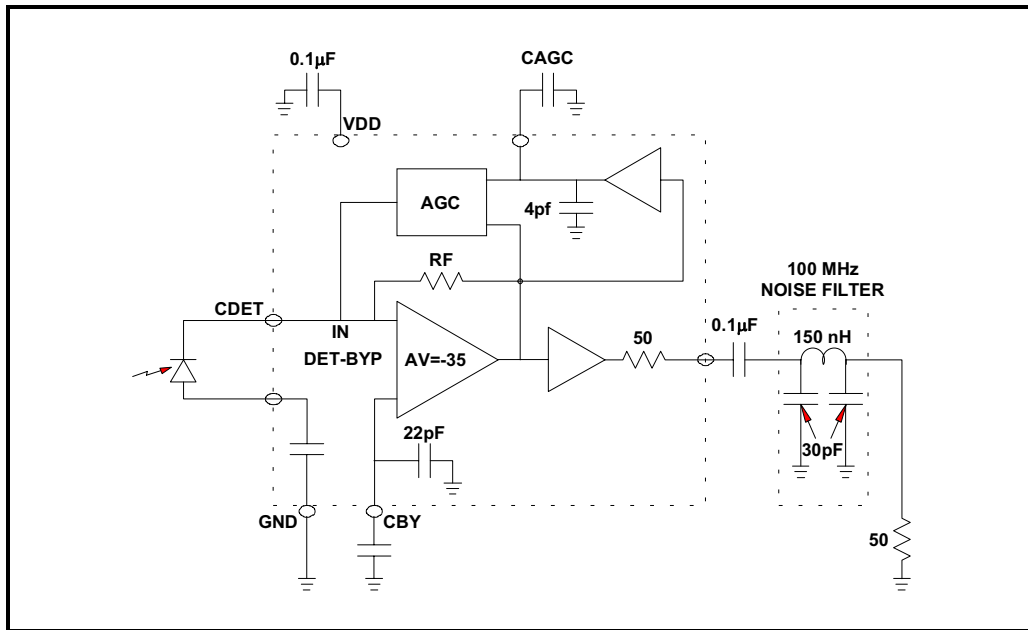 0.1µF
CAGC
VDD
AGC
4pf
RF
100 MHz
NOISE FILTER
CDET
IN
DET-BYP
AV=-35
50
0.1µF
150 nH
22pF
30pF
GND
CBY
50